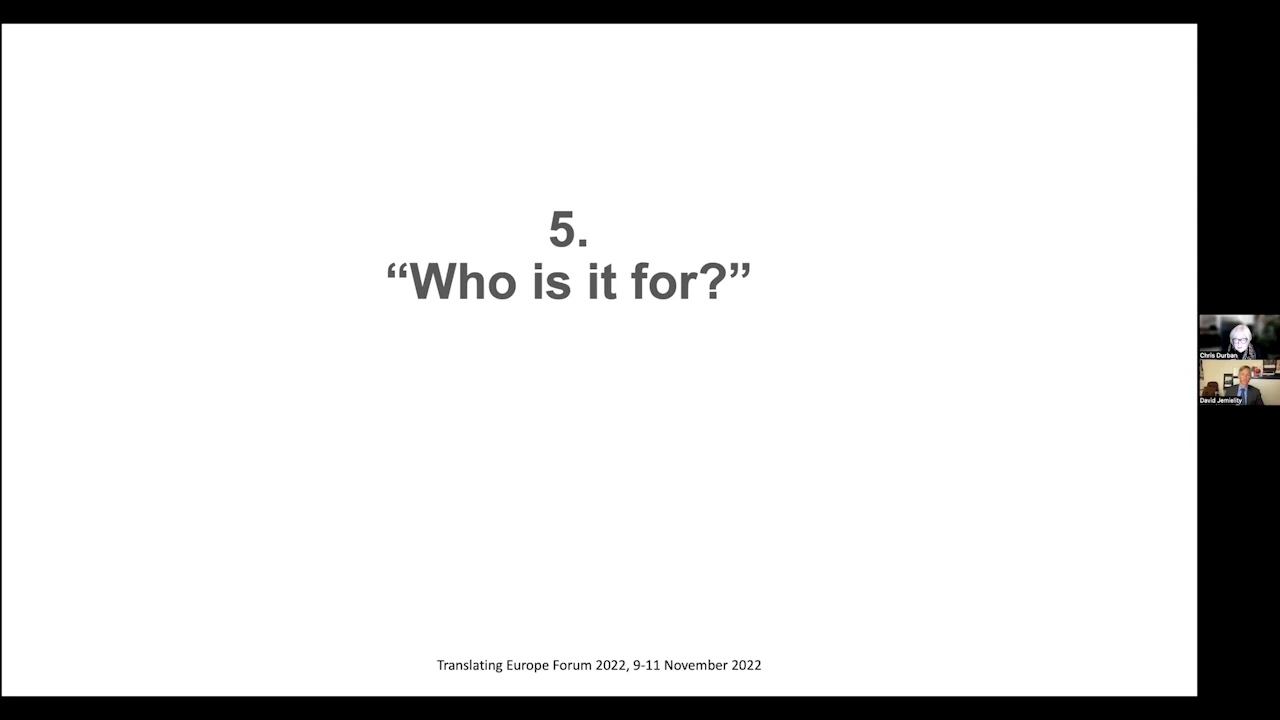 5.
“Who is it for?”
Translating Europe Forum 2022, 9-11 November 2022
Chris Durban
David Jemielity